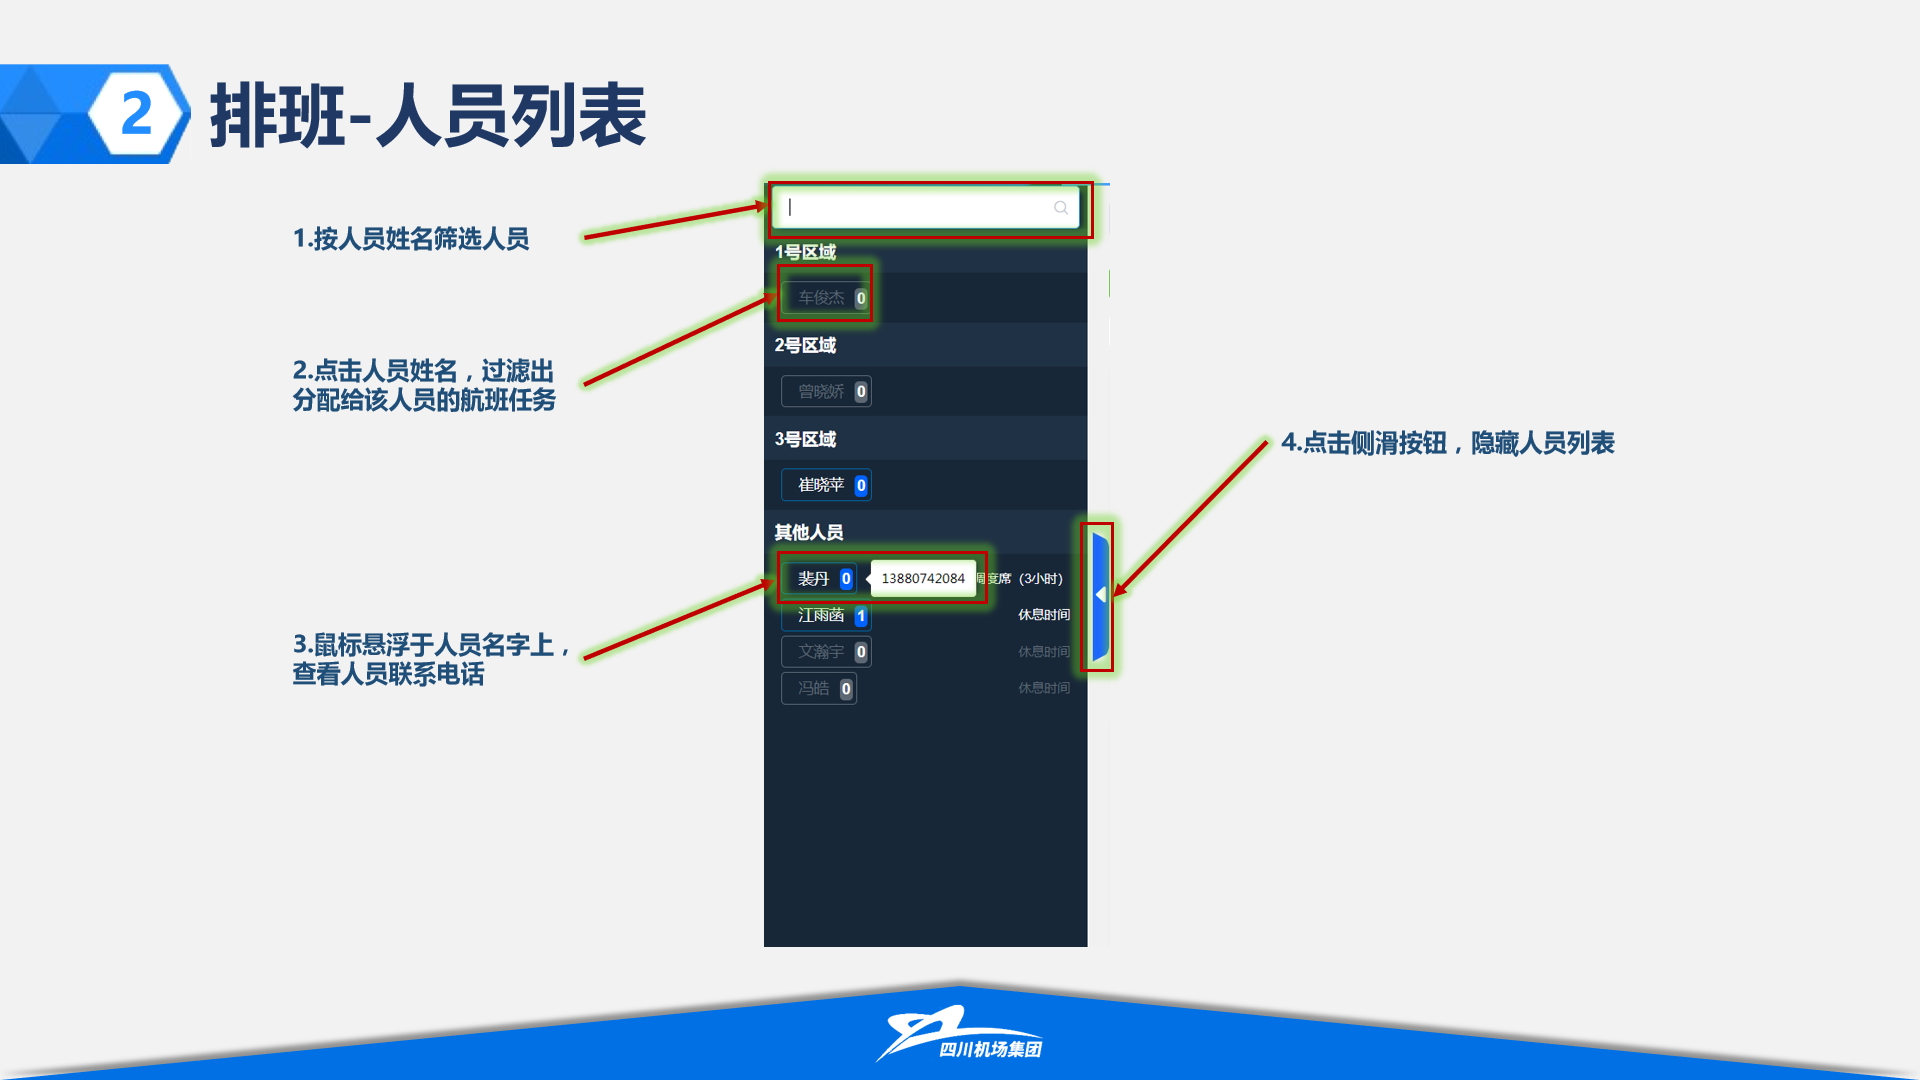 2
排班-人员列表
1.按人员姓名筛选人员
2.点击人员姓名，过滤出
分配给该人员的航班任务
3.鼠标悬浮于人员名字上，
查看人员联系电话
1号区域
车俊杰 0
2号区域
曾晓娇 0
3号区域
崔晓苹 0
其他人员
裴丹 0 13880742084 度席（3小时）
江雨菡 1 休息时间
文瀚宇 0 休息时间
冯皓 0 休息时间
4.点击侧滑按钮，隐藏人员列表
四川机场集团